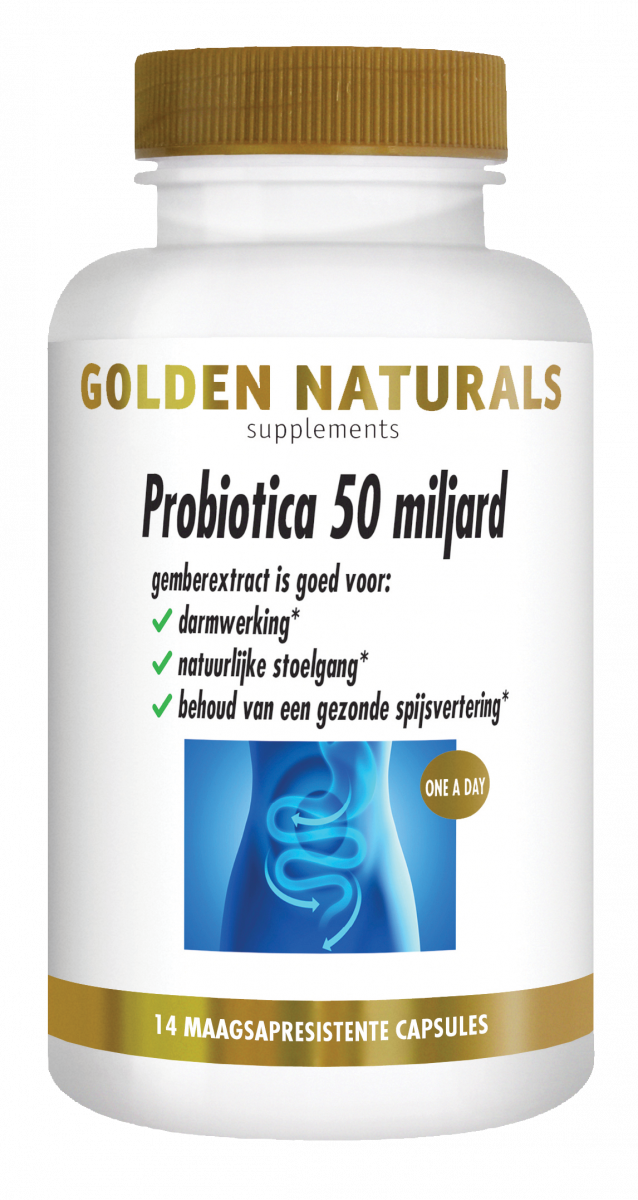 GOLDEN NATURALS
supplements
Probiotica 50 miljard
gemberextract is goed voor:
darmwerking*
natuurlijke stoelgang*
behoud van een gezonde spijsvertering*
ONE A DAY
14 MAAGSAPRESISTENTE CAPSULES